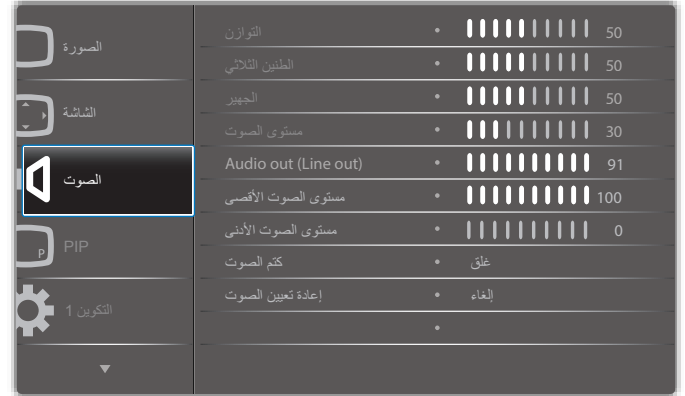 الصورة
الشاشة
الصوت
PIP
P
التكوين 1
التوازن • 50
الطنين الثلاثي • 50
الجهير • 50
مستوى الصوت • 30
Audio out (Line out) • 91
مستوى الصوت الأقصى • 100
مستوى الصوت الأدنى • 0
كتم الصوت • غلق
إعادة تعيين الصوت • إلغاء
•